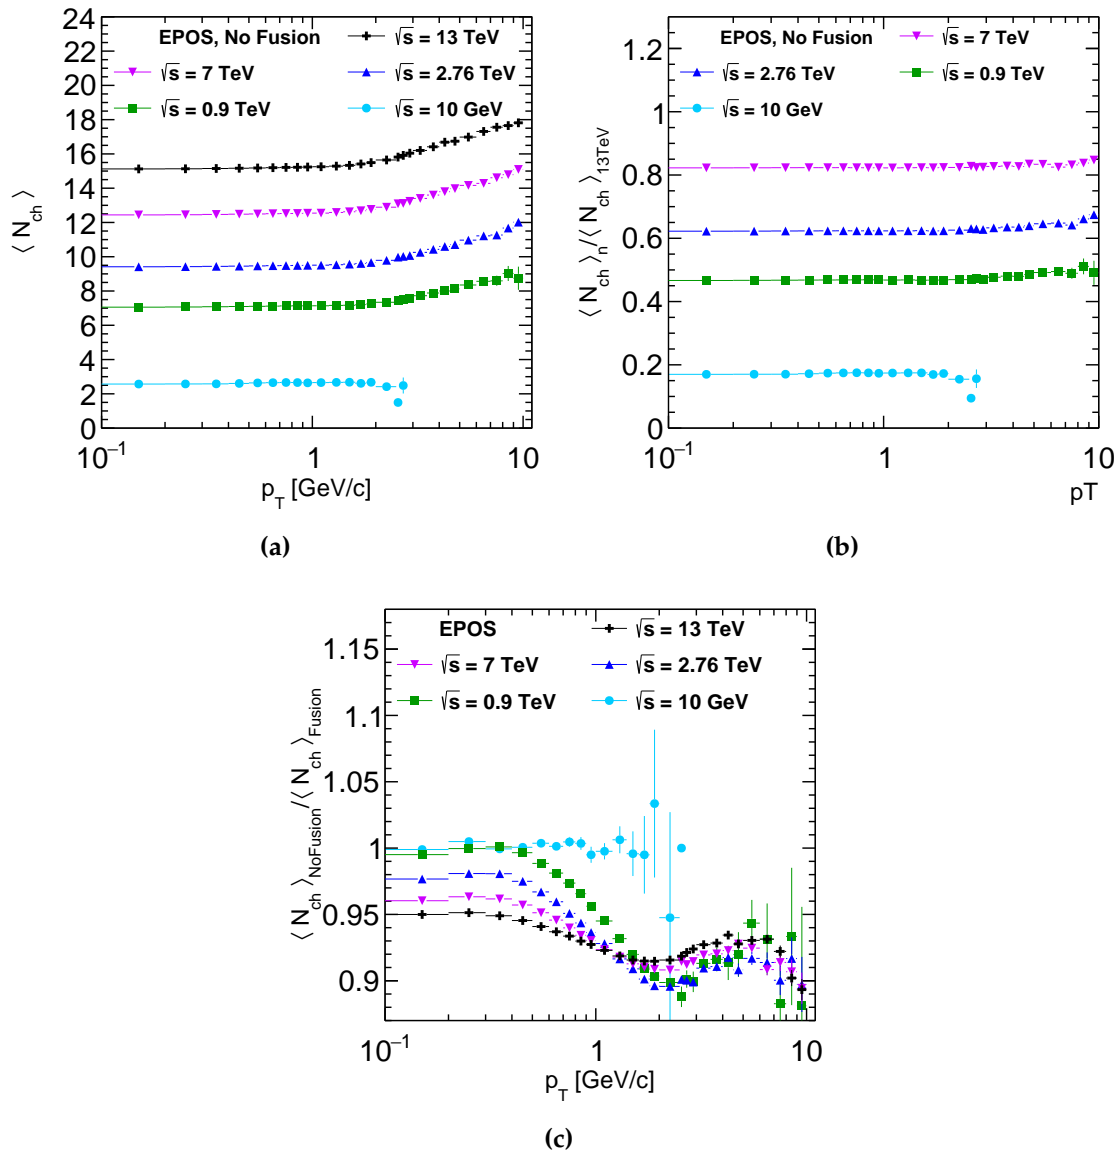 24
22
20
18
16
14
12
10
8
6
4
2
0
⟨ N_ch ⟩
EPOS, No Fusion
√s = 13 TeV
√s = 7 TeV
√s = 2.76 TeV
√s = 0.9 TeV
√s = 10 GeV
10⁻¹ 1 10
p_T [GeV/c]
(a)
1.2
1
0.8
0.6
0.4
0.2
0
⟨ N_ch ⟩_n/⟨ N_ch ⟩_13TeV
EPOS, No Fusion
√s = 7 TeV
√s = 2.76 TeV
√s = 0.9 TeV
√s = 10 GeV
10⁻¹ 1 10
pT
(b)
1.15
1.1
1.05
1
0.95
0.9
⟨ N_ch ⟩_NoFusion/⟨ N_ch ⟩_Fusion
EPOS
√s = 13 TeV
√s = 7 TeV
√s = 2.76 TeV
√s = 0.9 TeV
√s = 10 GeV
10⁻¹ 1 10
p_T [GeV/c]
(c)